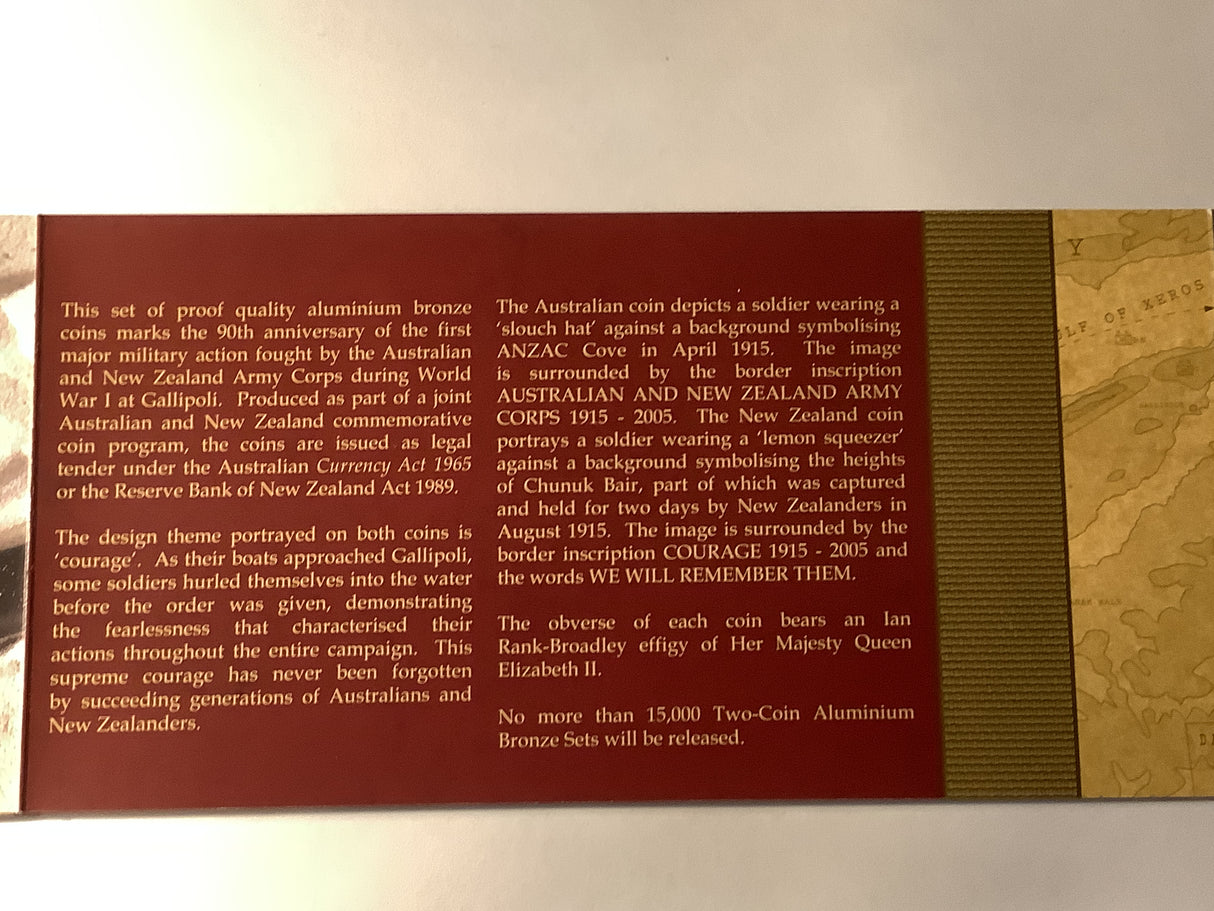 This set of proof quality aluminium bronze
coins marks the 90th anniversary of the first
major military action fought by the Australian
and New Zealand Army Corps during World
War I at Gallipoli. Produced as part of a joint
Australian and New Zealand commemorative
coin program, the coins are issued as legal
tender under the Australian Currency Act 1965
or the Reserve Bank of New Zealand Act 1989.
The design theme portrayed on both coins is
‘courage’. As their boats approached Gallipoli,
some soldiers hurled themselves into the water
before the order was given, demonstrating
the fearlessness that characterised their
actions throughout the entire campaign. This
supreme courage has never been forgotten
by succeeding generations of Australians and
New Zealanders.
The Australian coin depicts a soldier wearing a
‘slouch hat’ against a background symbolising
ANZAC Cove in April 1915. The image
is surrounded by the border inscription
AUSTRALIAN AND NEW ZEALAND ARMY
CORPS 1915 - 2005. The New Zealand coin
portrays a soldier wearing a ‘lemon squeezer’
against a background symbolising the heights
of Chunuk Bair, part of which was captured
and held for two days by New Zealanders in
August 1915. The image is surrounded by the
border inscription COURAGE 1915 - 2005 and
the words WE WILL REMEMBER THEM.
The obverse of each coin bears an Ian
Rank-Broadley effigy of Her Majesty Queen
Elizabeth II.
No more than 15,000 Two-Coin Aluminium
Bronze Sets will be released.
Y
OF XEROS